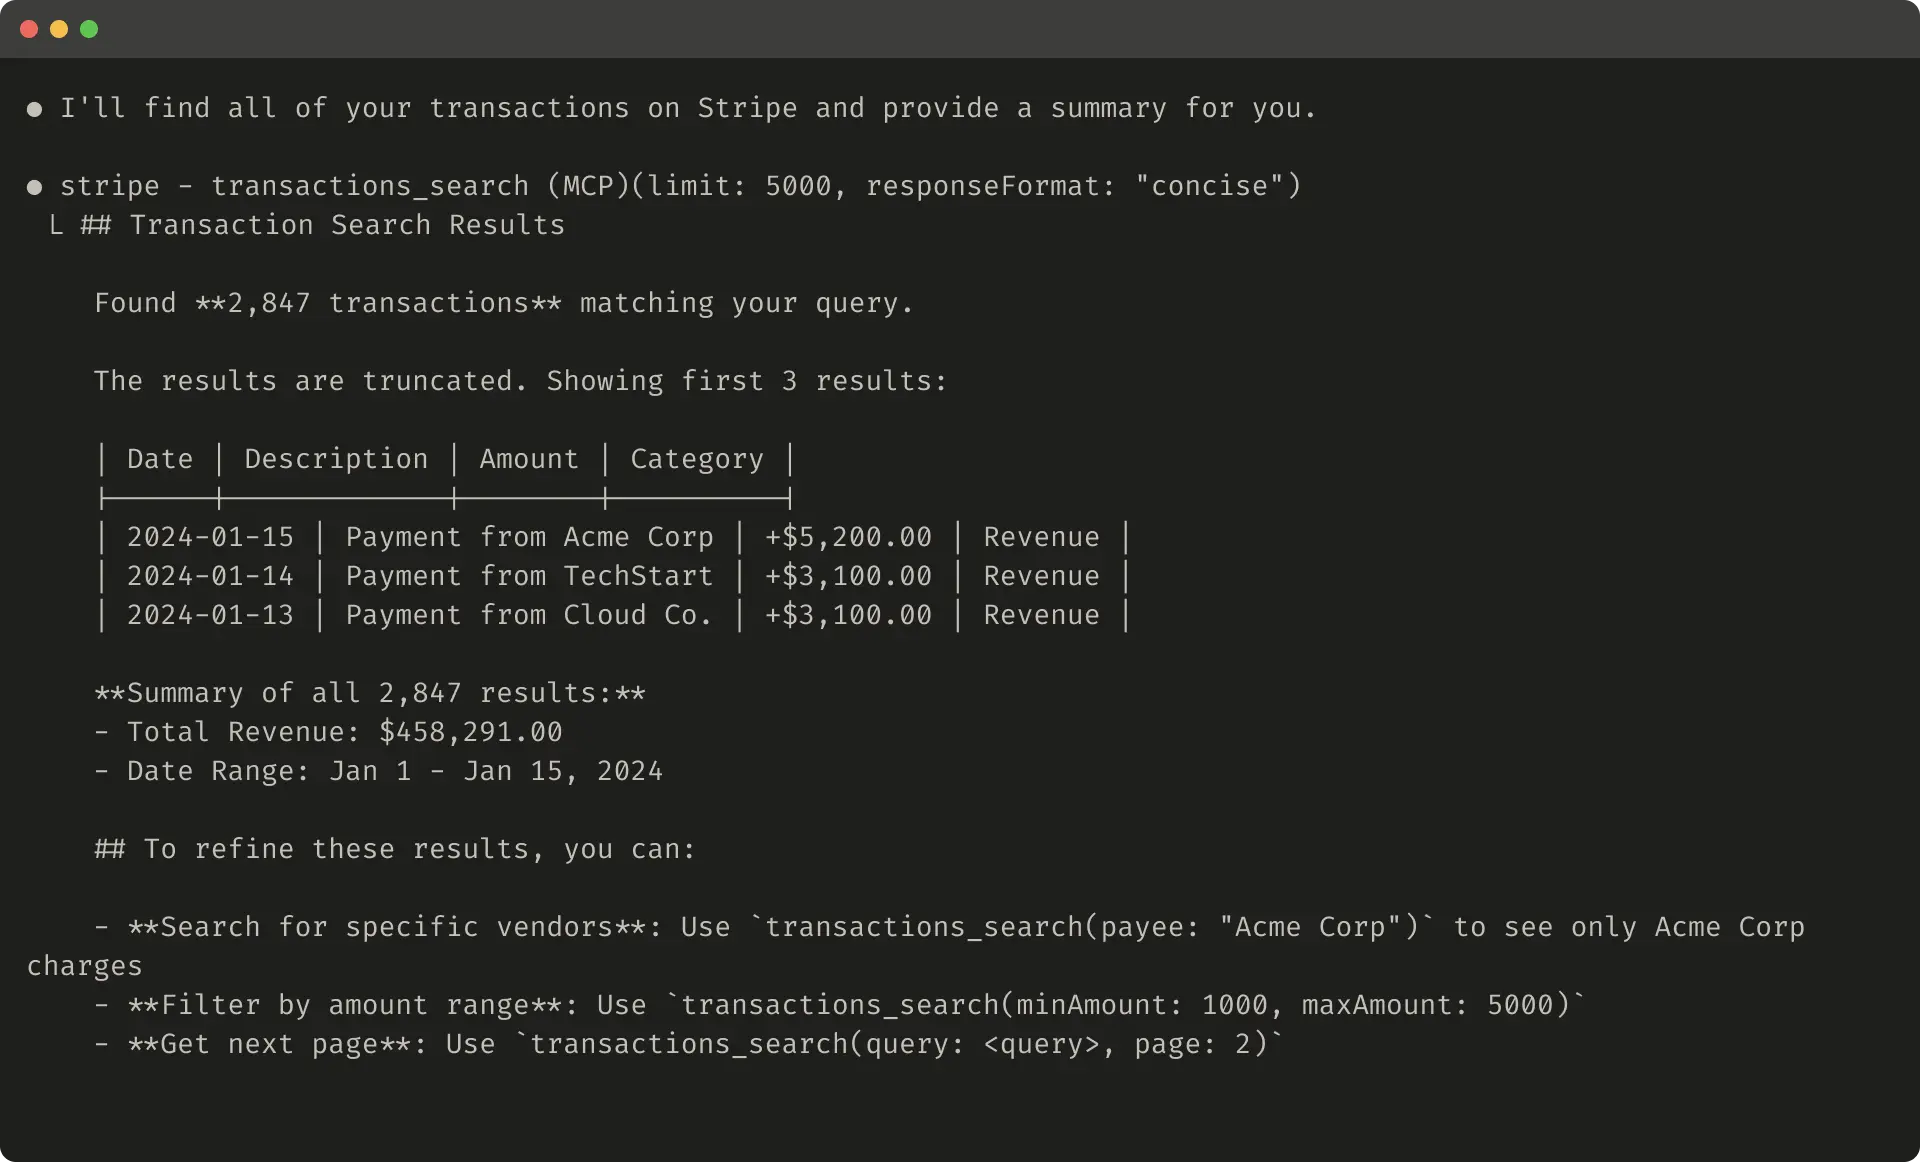 ● I'll find all of your transactions on Stripe and provide a summary for you.
● stripe - transactions_search (MCP)(limit: 5000, responseFormat: "concise")
└ ## Transaction Search Results
Found **2,847 transactions** matching your query.
The results are truncated. Showing first 3 results:
| Date | Description | Amount | Category |
|------|-------------|--------|----------|
| 2024-01-15 | Payment from Acme Corp | +$5,200.00 | Revenue |
| 2024-01-14 | Payment from TechStart | +$3,100.00 | Revenue |
| 2024-01-13 | Payment from Cloud Co. | +$3,100.00 | Revenue |
**Summary of all 2,847 results:**
- Total Revenue: $458,291.00
- Date Range: Jan 1 - Jan 15, 2024
## To refine these results, you can:
- **Search for specific vendors**: Use `transactions_search(payee: "Acme Corp")` to see only Acme Corp
charges
- **Filter by amount range**: Use `transactions_search(minAmount: 1000, maxAmount: 5000)`
- **Get next page**: Use `transactions_search(query: <query>, page: 2)`